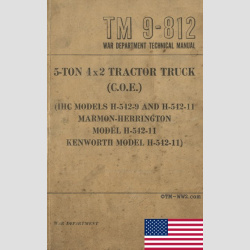 TM 9-812
WAR DEPARTMENT TECHNICAL MANUAL
5-TON 4x2 TRACTOR TRUCK
(C.O.E.)
(IHC MODELS H-542-9 AND H-542-11
MARMON-HERRINGTON
MODEL H-542-11
KENWORTH MODEL H-542-11)
WAR DEPARTMENT